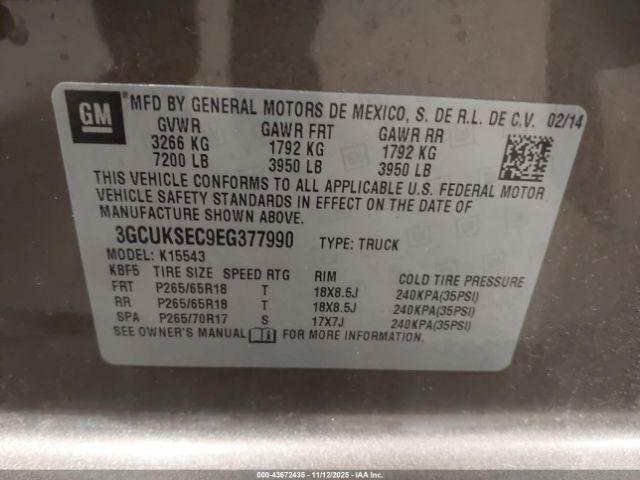 GM
MFD BY GENERAL MOTORS DE MEXICO, S. DE R.L. DE C.V. 02/14
GVWR GAWR FRT GAWR RR
3266 KG 1792 KG 1792 KG
7200 LB 3950 LB 3950 LB
THIS VEHICLE CONFORMS TO ALL APPLICABLE U.S. FEDERAL MOTOR
VEHICLE SAFETY STANDARDS IN EFFECT ON THE DATE OF
MANUFACTURE SHOWN ABOVE.
3GCUKSEC9EG377990 TYPE: TRUCK
MODEL: K15543
KBF5 TIRE SIZE SPEED RTG RIM COLD TIRE PRESSURE
FRT P265/65R18 T 18X8.5J 240KPA(35PSI)
RR P265/65R18 T 18X8.5J 240KPA(35PSI)
SPA P265/70R17 S 17X7J 240KPA(35PSI)
SEE OWNER'S MANUAL FOR MORE INFORMATION.
000-43672435 - 11/12/2025 - IAA Inc.